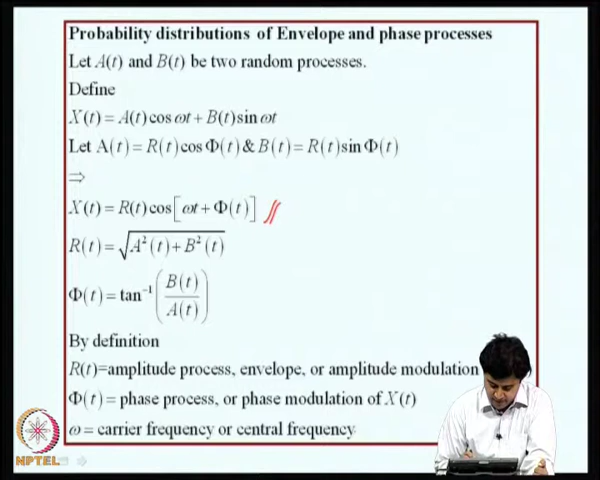 Probability distributions of Envelope and phase processes
Let A(t) and B(t) be two random processes.
Define
X(t) = A(t)cos ωt + B(t)sin ωt
Let A(t) = R(t)cos Φ(t) & B(t) = R(t)sin Φ(t)
⇒
X(t) = R(t)cos[ωt + Φ(t)]
R(t) = √(A²(t) + B²(t))
Φ(t) = tan⁻¹(B(t)/A(t))
By definition
R(t)=amplitude process, envelope, or amplitude modulation
Φ(t) = phase process, or phase modulation of X(t)
ω = carrier frequency or central frequency
NPTEL